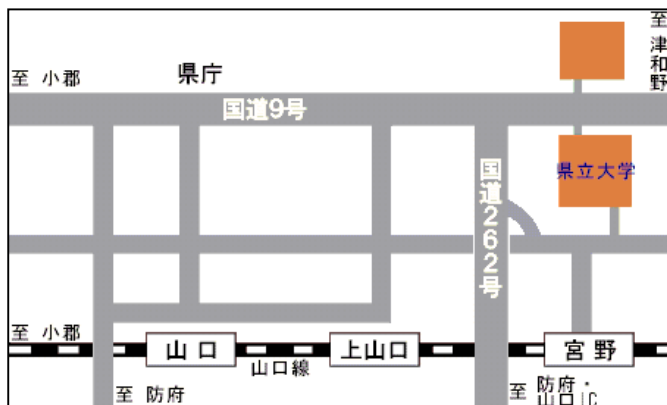 至
津和野
至 小郡
県庁
国道9号
県立大学
国道262号
至 小郡
山口
上山口
宮野
山口線
至 防府
至 防府・
山口IC